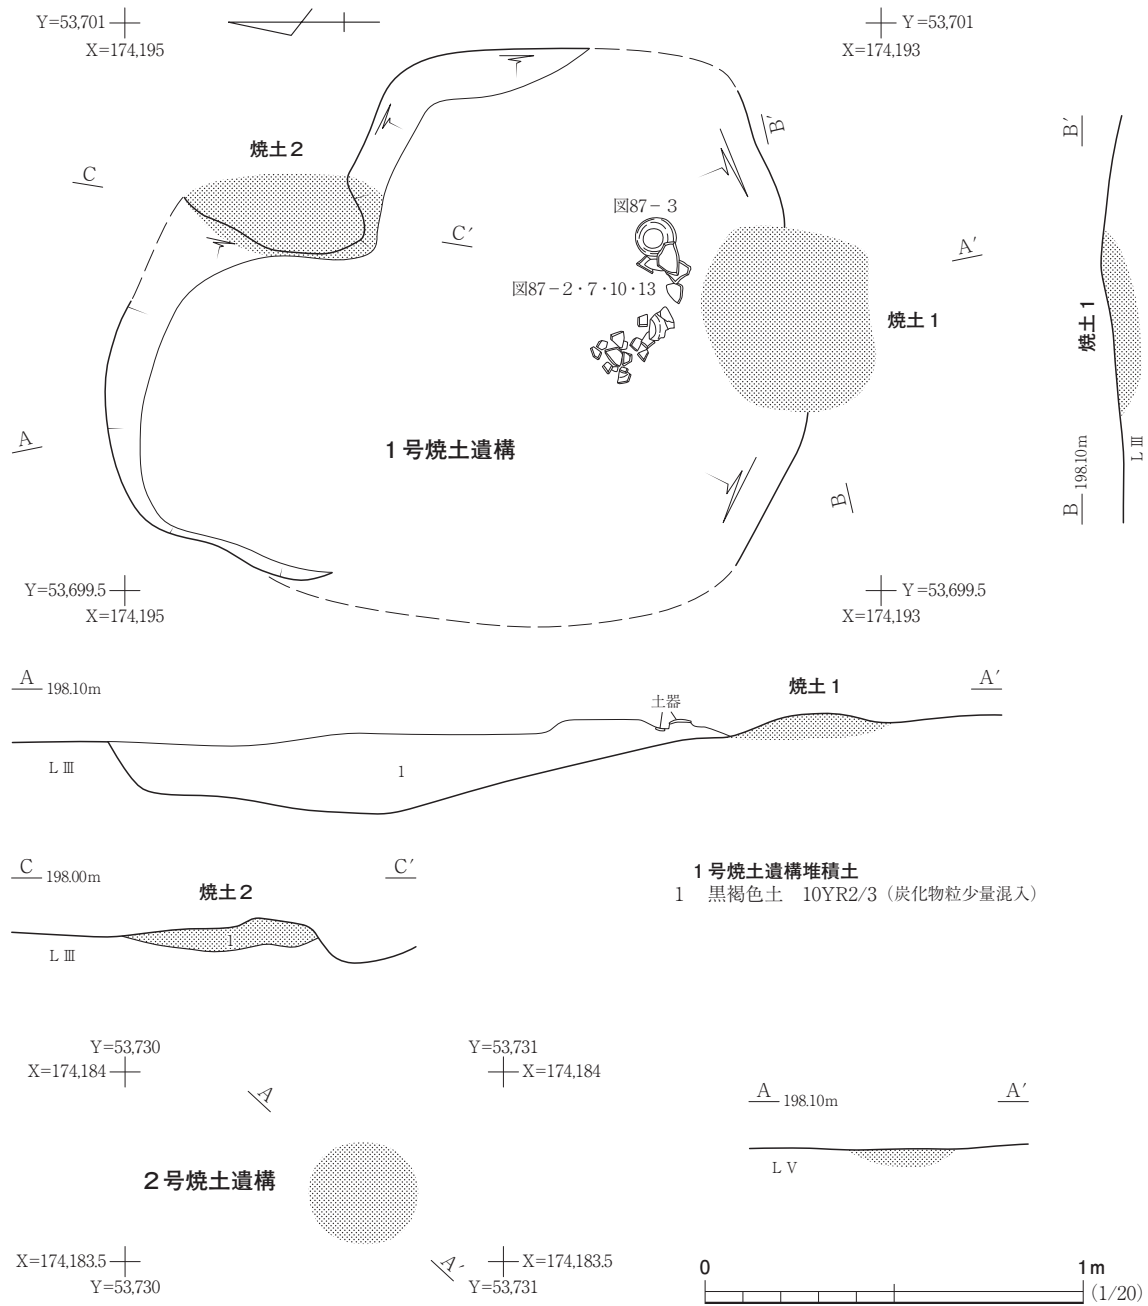 Y=53,701
X=174,195
Y=53,701
X=174,193
焼土2
C
C′
B′
A′
図87-3
図87-2・7・10・13
焼土1
A
1号焼土遺構
B
Y=53,699.5
X=174,195
Y=53,699.5
X=174,193
B′
焼土1
B 198.10m
LⅢ
A 198.10m
土器
焼土1
A′
LⅢ
1
C 198.00m
焼土2
C′
1
LⅢ
1号焼土遺構堆積土
1 黒褐色土 10YR2/3(炭化物粒少量混入)
Y=53,730
X=174,184
Y=53,731
X=174,184
A
2号焼土遺構
A′
X=174,183.5
Y=53,730
X=174,183.5
Y=53,731
A 198.10m
A′
LⅤ
0
1m
(1/20)